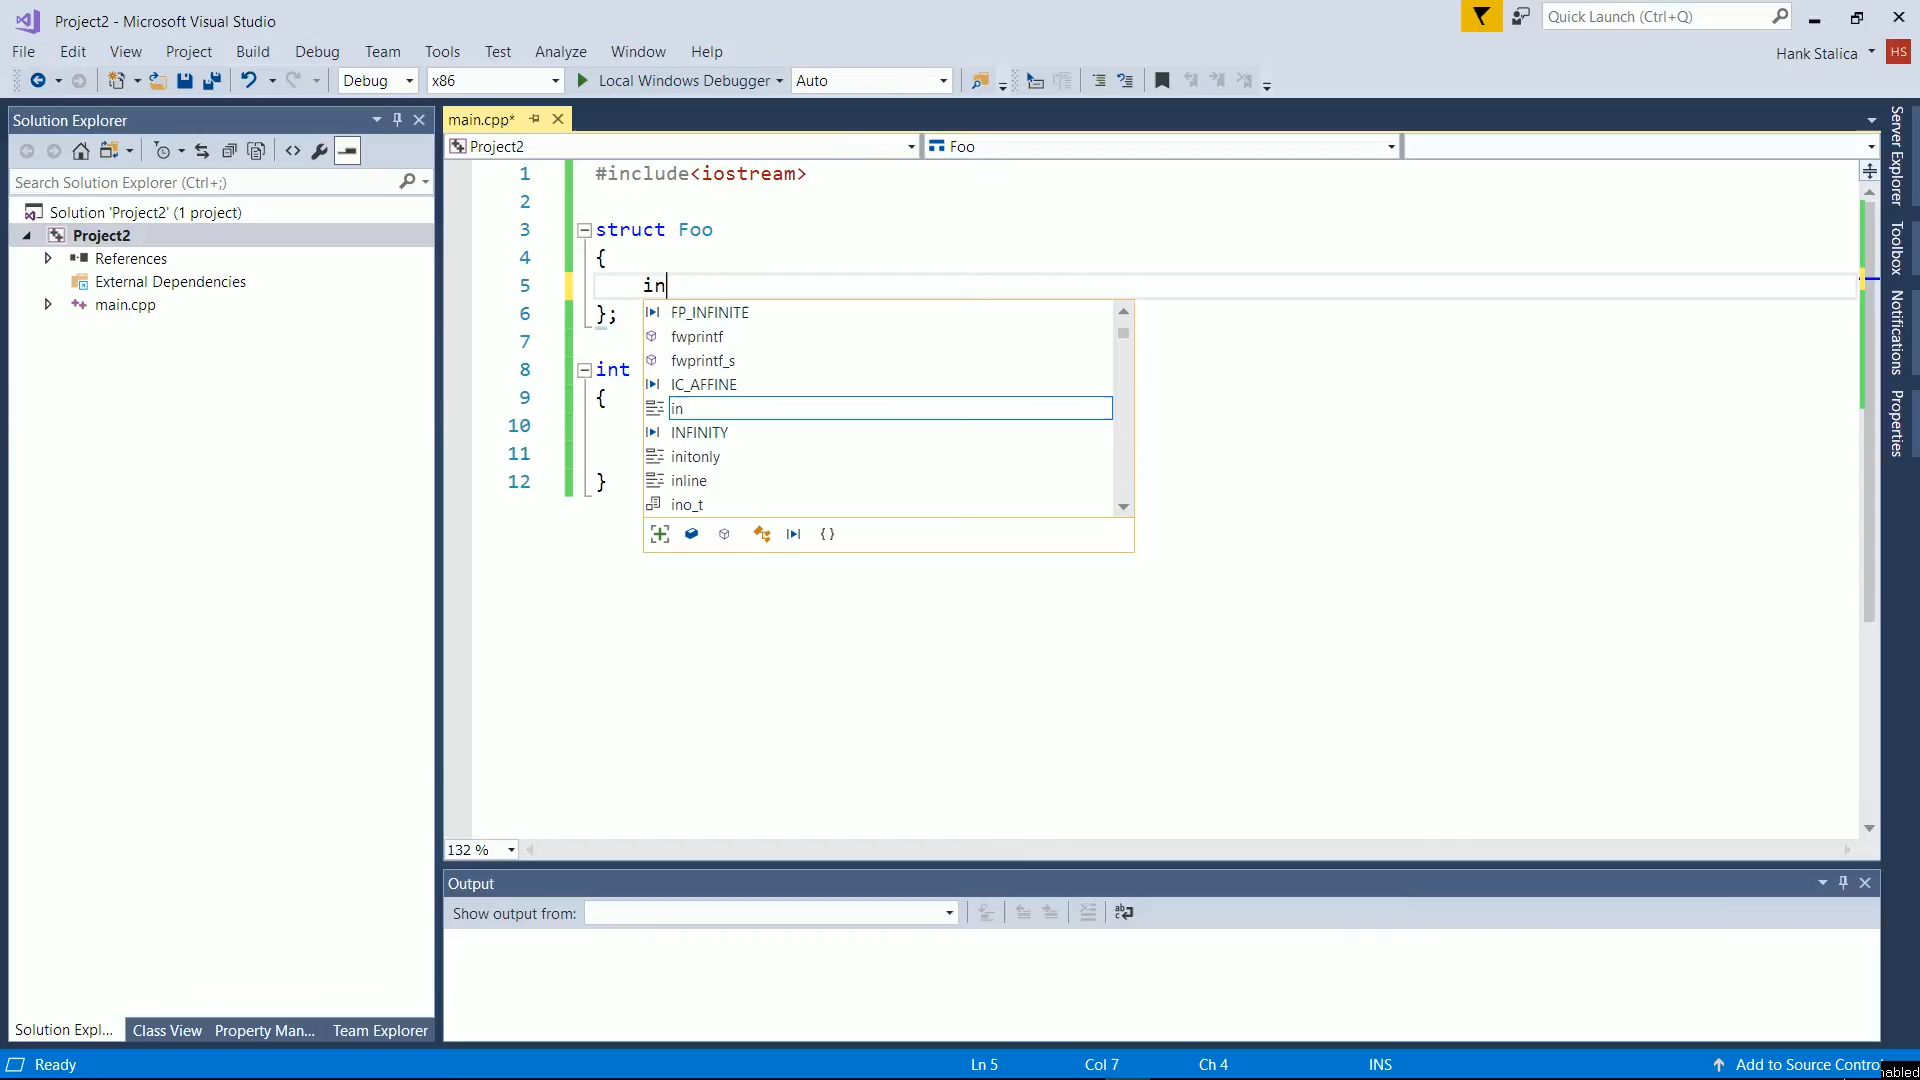 Project2 - Microsoft Visual Studio
Quick Launch (Ctrl+Q)
File Edit View Project Build Debug Team Tools Test Analyze Window Help
Hank Stalica HS
Debug x86 Local Windows Debugger Auto
Solution Explorer
Search Solution Explorer (Ctrl+;)
Solution 'Project2' (1 project)
Project2
References
External Dependencies
main.cpp
main.cpp*
Project2 Foo
1 #include<iostream>
2
3 struct Foo
4 {
5 in
6 };
7
8 int
9 {
10
11
12 }
FP_INFINITE
fwprintf
fwprintf_s
IC_AFFINE
in
INFINITY
initonly
inline
ino_t
132 %
Output
Show output from:
Server Explorer
Toolbox
Notifications
Properties
Solution Expl... Class View Property Man... Team Explorer
Ready Ln 5 Col 7 Ch 4 INS Add to Source Contro
nabled